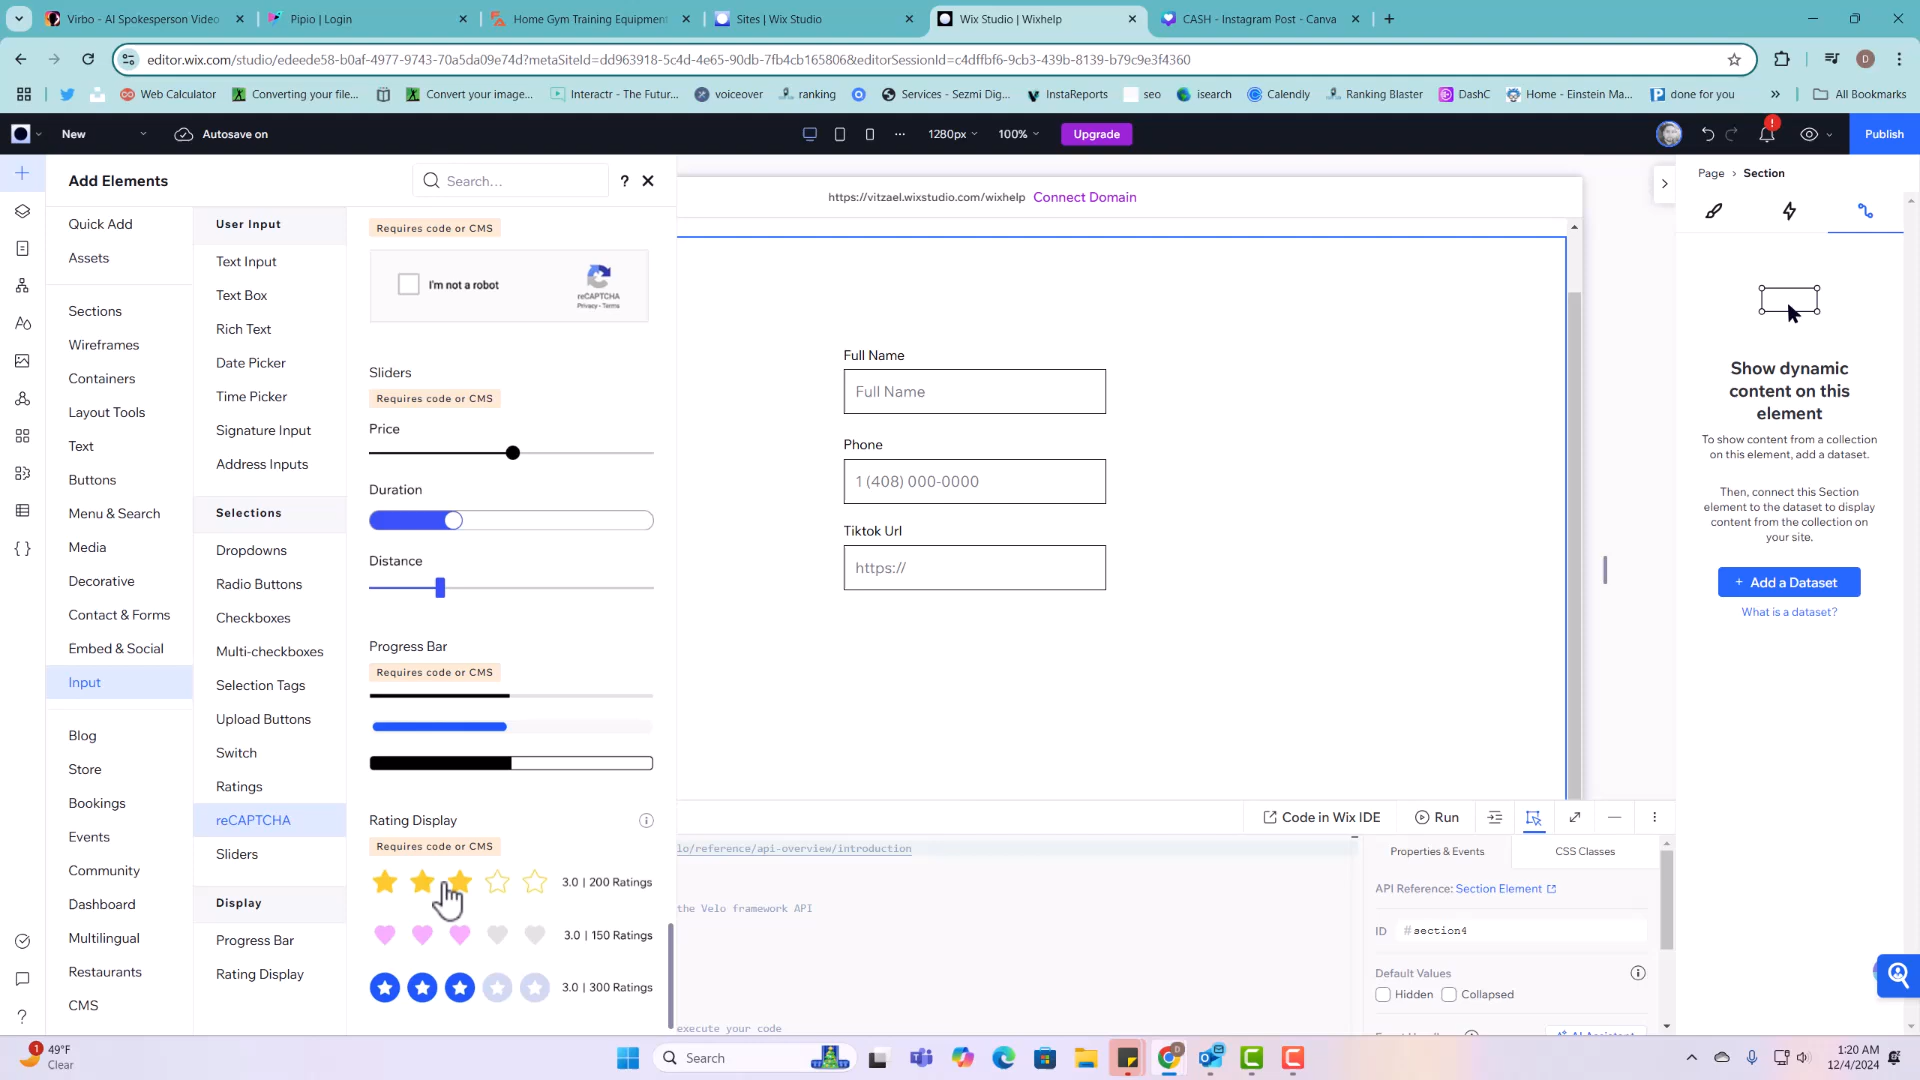 Virbo - AI Spokesperson Video
Pipio | Login
Home Gym Training Equipment
Sites | Wix Studio
Wix Studio | Wixhelp
CASH - Instagram Post - Canva
editor.wix.com/studio/edeede58-b0af-4977-9743-70a5da09e74d?metaSiteId=dd963918-5c4d-4e65-90db-7fb4cb165806&editorSessionId=c4dffbf6-9cb3-439b-8139-b79c9e3f4360
D
Web Calculator
Converting your file...
Convert your image...
Interactr - The Futur...
voiceover
ranking
Services - Sezmi Dig...
InstaReports
seo
isearch
Calendly
Ranking Blaster
DashC
Home - Einstein Ma...
done for you
All Bookmarks
New
Autosave on
1280px
100%
Upgrade
Publish
Add Elements
Search...
?
https://vitzael.wixstudio.com/wixhelp Connect Domain
Page > Section
Quick Add
Assets
Sections
Wireframes
Containers
Layout Tools
Text
Buttons
Menu & Search
Media
Decorative
Contact & Forms
Embed & Social
Input
Blog
Store
Bookings
Events
Community
Dashboard
Multilingual
Restaurants
CMS
User Input
Text Input
Text Box
Rich Text
Date Picker
Time Picker
Signature Input
Address Inputs
Selections
Dropdowns
Radio Buttons
Checkboxes
Multi-checkboxes
Selection Tags
Upload Buttons
Switch
Ratings
reCAPTCHA
Sliders
Display
Progress Bar
Rating Display
Requires code or CMS
I'm not a robot
reCAPTCHA
Privacy - Terms
Sliders
Requires code or CMS
Price
Duration
Distance
Progress Bar
Requires code or CMS
Rating Display
Requires code or CMS
3.0 | 200 Ratings
3.0 | 150 Ratings
3.0 | 300 Ratings
Full Name
Full Name
Phone
1 (408) 000-0000
Tiktok Url
https://
Show dynamic
content on this
element
To show content from a collection
on this element, add a dataset.
Then, connect this Section
element to the dataset to display
content from the collection on
your site.
+ Add a Dataset
What is a dataset?
Code in Wix IDE
Run
lo/reference/api-overview/introduction
the Velo framework API
execute your code
Properties & Events
CSS Classes
API Reference: Section Element
ID #section4
Default Values
Hidden
Collapsed
1
49°F
Clear
Search
1:20 AM
12/4/2024